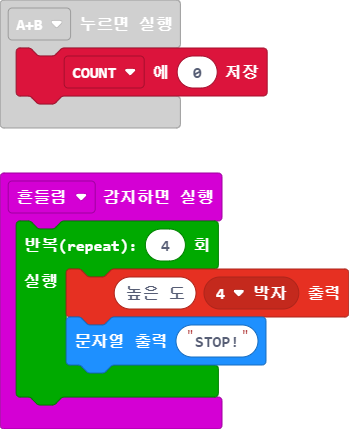 A+B 누르면 실행
COUNT 에 0 저장
흔들림 감지하면 실행
반복(repeat): 4 회
실행
높은 도 4 박자 출력
문자열 출력 "STOP!"